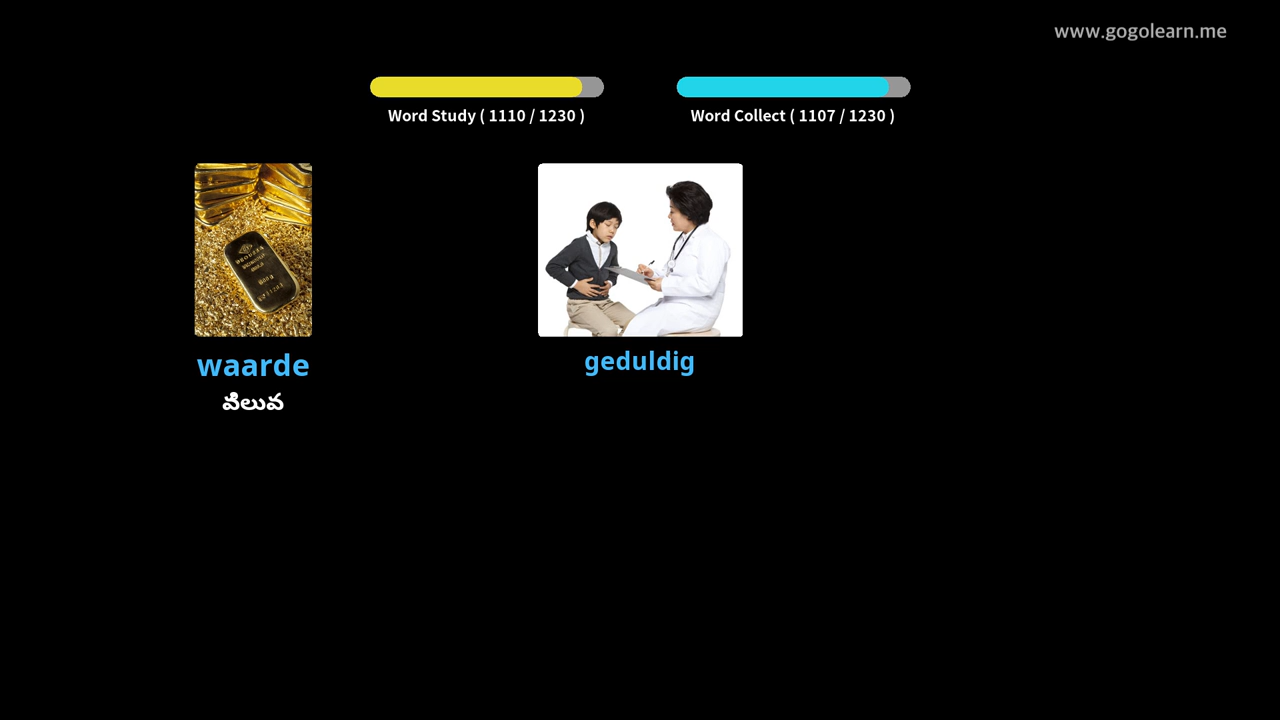 www.gogolearn.me
Word Study ( 1110 / 1230 )
Word Collect ( 1107 / 1230 )
waarde
geduldig
విలువ